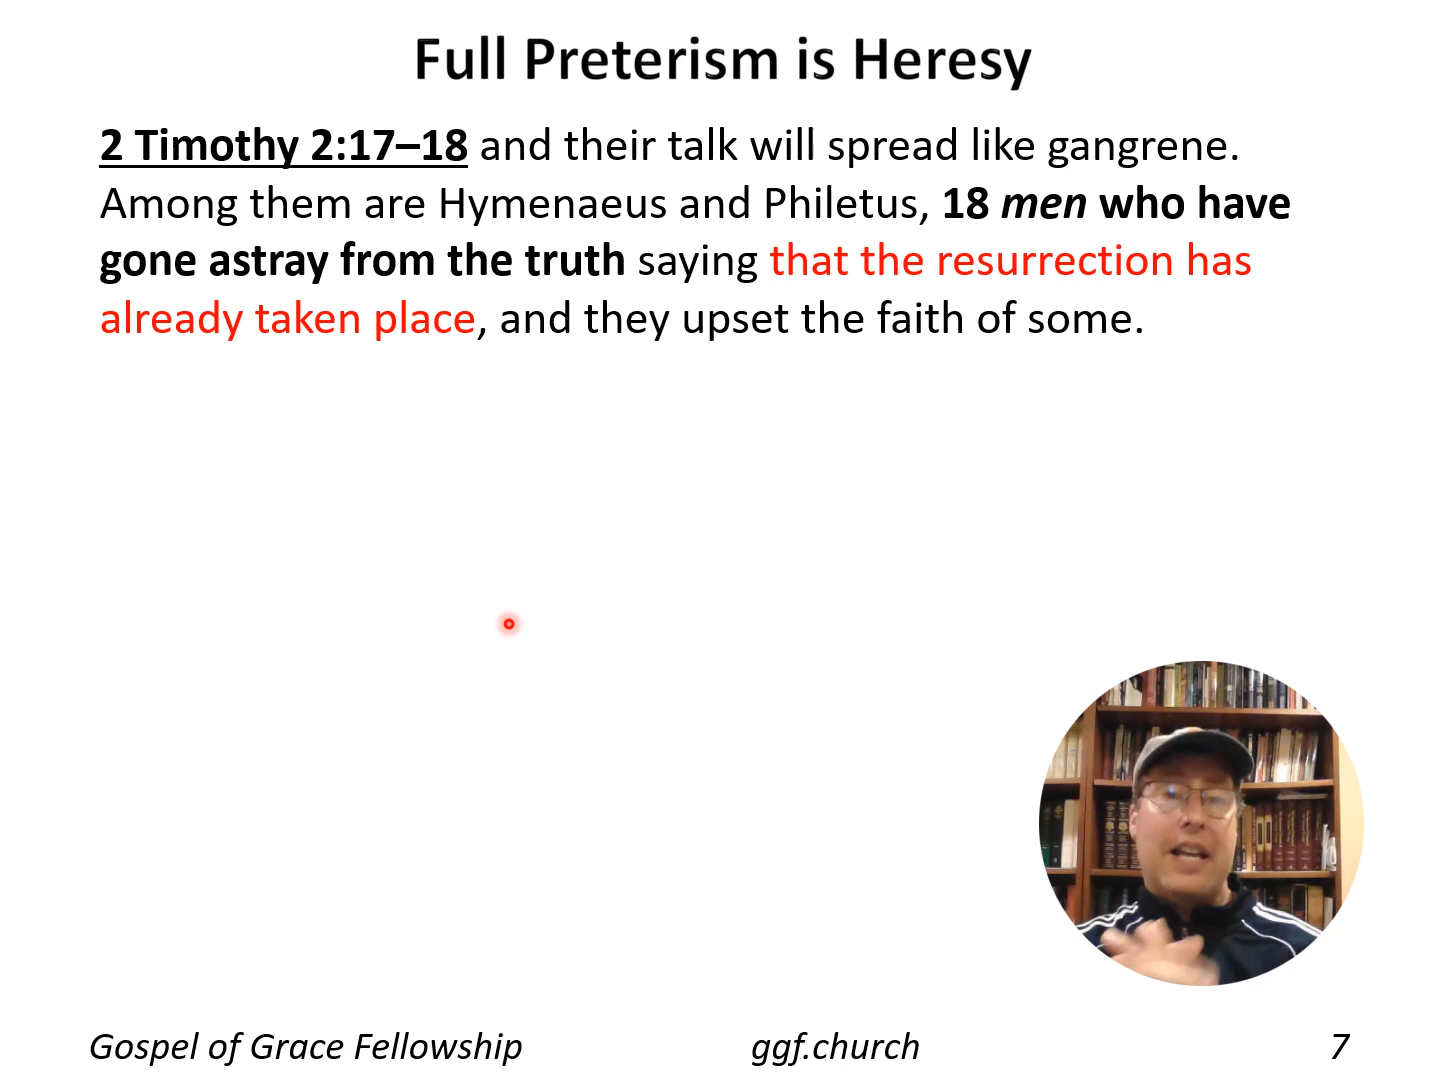 Full Preterism is Heresy
2 Timothy 2:17–18 and their talk will spread like gangrene.
Among them are Hymenaeus and Philetus, 18 men who have
gone astray from the truth saying that the resurrection has
already taken place, and they upset the faith of some.
Gospel of Grace Fellowship ggf.church 7